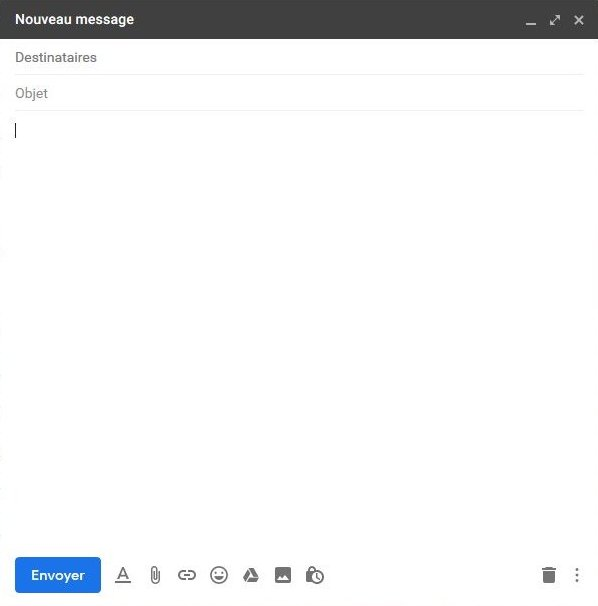 Nouveau message
Destinataires
Objet
Envoyer